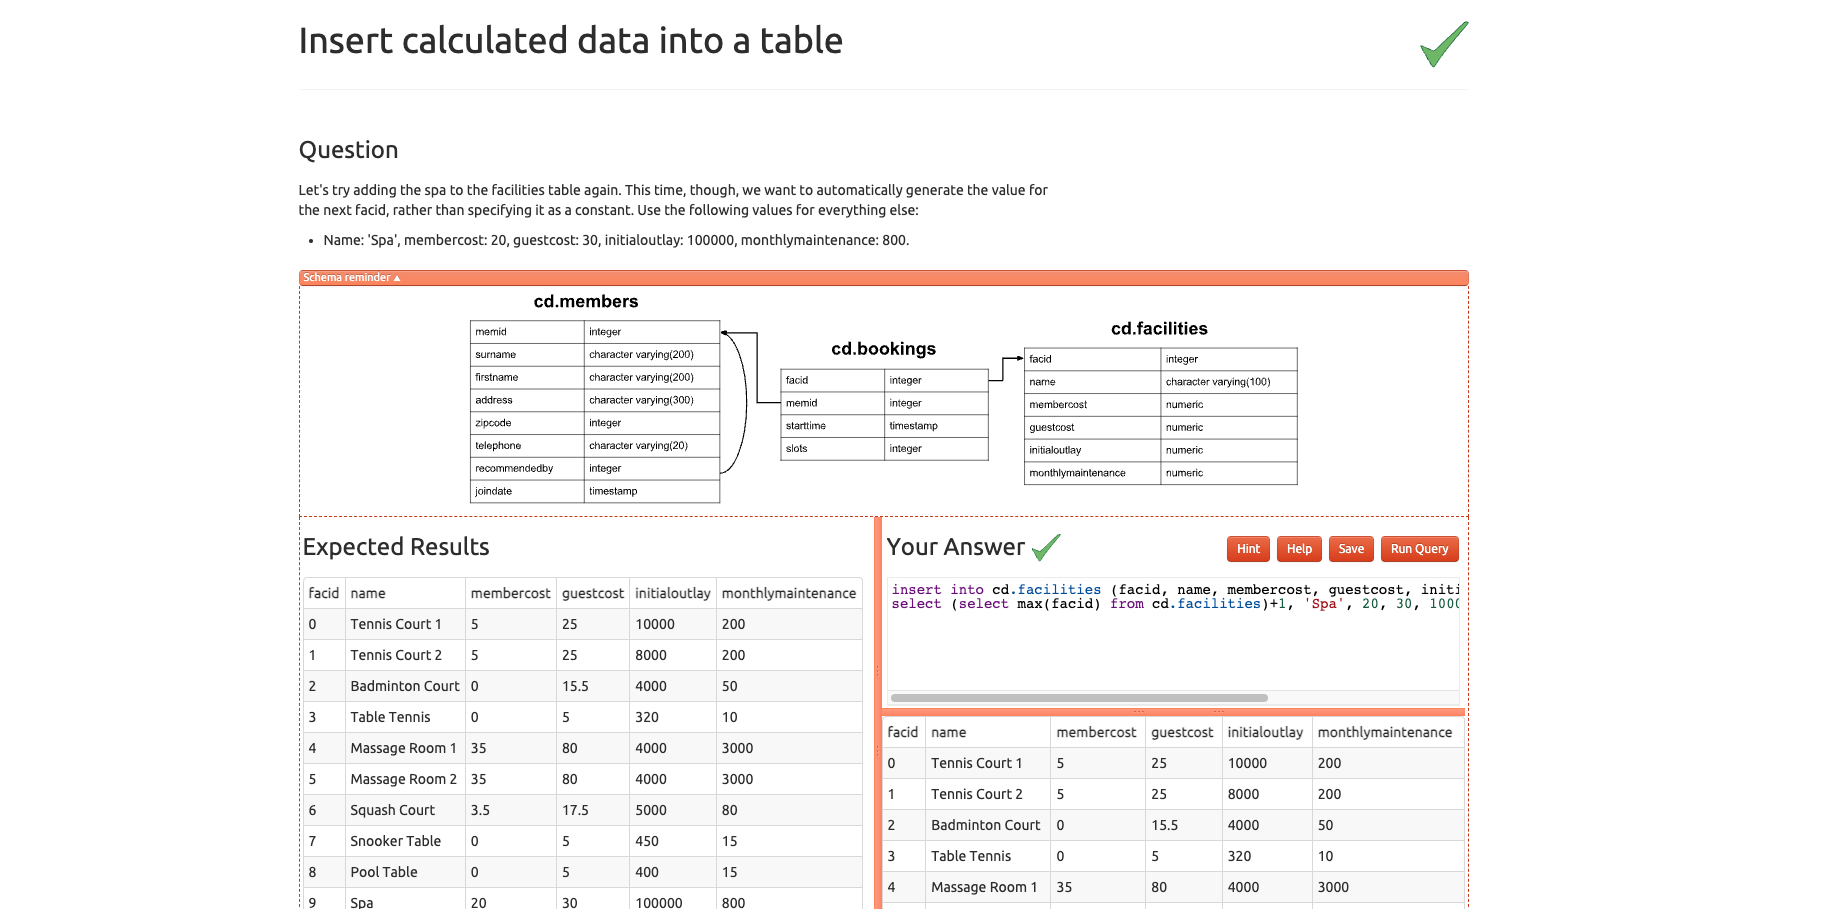 Insert calculated data into a table
Question
Let's try adding the spa to the facilities table again. This time, though, we want to automatically generate the value for
the next facid, rather than specifying it as a constant. Use the following values for everything else:
• Name: 'Spa', membercost: 20, guestcost: 30, initialoutlay: 100000, monthlymaintenance: 800.
Schema reminder ▲
cd.members
memid integer
surname character varying(200)
firstname character varying(200)
address character varying(300)
zipcode integer
telephone character varying(20)
recommendedby integer
joindate timestamp
cd.bookings
facid integer
memid integer
starttime timestamp
slots integer
cd.facilities
facid integer
name character varying(100)
membercost numeric
guestcost numeric
initialoutlay numeric
monthlymaintenance numeric
Expected Results
facid name membercost guestcost initialoutlay monthlymaintenance
0 Tennis Court 1 5 25 10000 200
1 Tennis Court 2 5 25 8000 200
2 Badminton Court 0 15.5 4000 50
3 Table Tennis 0 5 320 10
4 Massage Room 1 35 80 4000 3000
5 Massage Room 2 35 80 4000 3000
6 Squash Court 3.5 17.5 5000 80
7 Snooker Table 0 5 450 15
8 Pool Table 0 5 400 15
9 Spa 20 30 100000 800
Your Answer
Hint Help Save Run Query
insert into cd.facilities (facid, name, membercost, guestcost, initi
select (select max(facid) from cd.facilities)+1, 'Spa', 20, 30, 1000
facid name membercost guestcost initialoutlay monthlymaintenance
0 Tennis Court 1 5 25 10000 200
1 Tennis Court 2 5 25 8000 200
2 Badminton Court 0 15.5 4000 50
3 Table Tennis 0 5 320 10
4 Massage Room 1 35 80 4000 3000